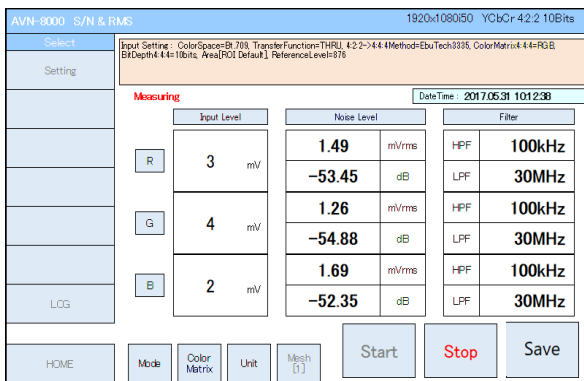 AVN-8000 S/N & RMS
1920x1080i50 YCbCr 4:2:2 10Bits
Select
Setting
LCG
HOME
Input Setting : ColorSpace=Bt.709, TransferFunction=THRU, 4:2:2->4:4:4Method=EbuTech3335, ColorMatrix4:4:4=RGB,
BitDepth4:4:4=10bits, Area[ROI Default], ReferenceLevel=876
Measuring
DateTime : 2017.05.31 10:12:38
Input Level
Noise Level
Filter
R
3 mV
1.49 mVrms
HPF 100kHz
-53.45 dB
LPF 30MHz
G
4 mV
1.26 mVrms
HPF 100kHz
-54.88 dB
LPF 30MHz
B
2 mV
1.69 mVrms
HPF 100kHz
-52.35 dB
LPF 30MHz
Mode
Color
Matrix
Unit
Mesh
[1]
Start
Stop
Save